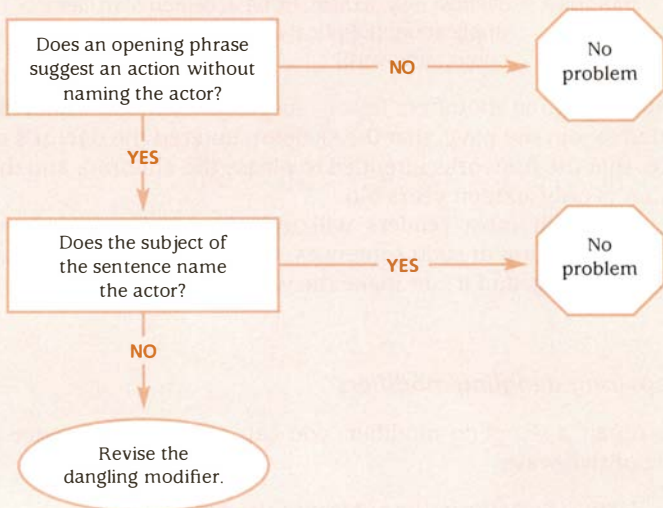 Does an opening phrase
suggest an action without
naming the actor?
NO
No
problem
YES
Does the subject of
the sentence name
the actor?
YES
No
problem
NO
Revise the
dangling modifier.